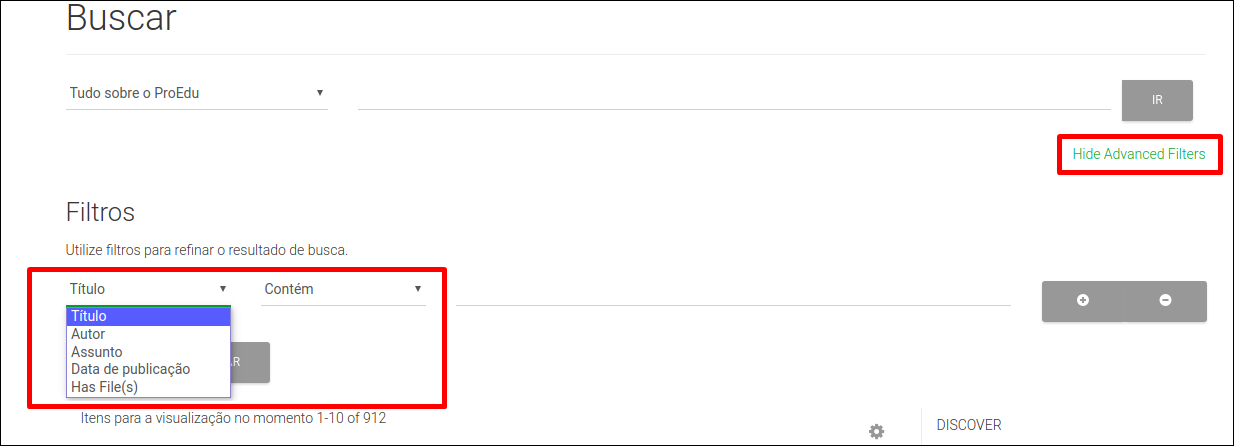 Buscar
Tudo sobre o ProEdu
IR
Hide Advanced Filters
Filtros
Utilize filtros para refinar o resultado de busca.
Título Contém
Título
Autor
Assunto
AR
Data de publicação
Has File(s)
Itens para a visualização no momento 1-10 of 912
DISCOVER